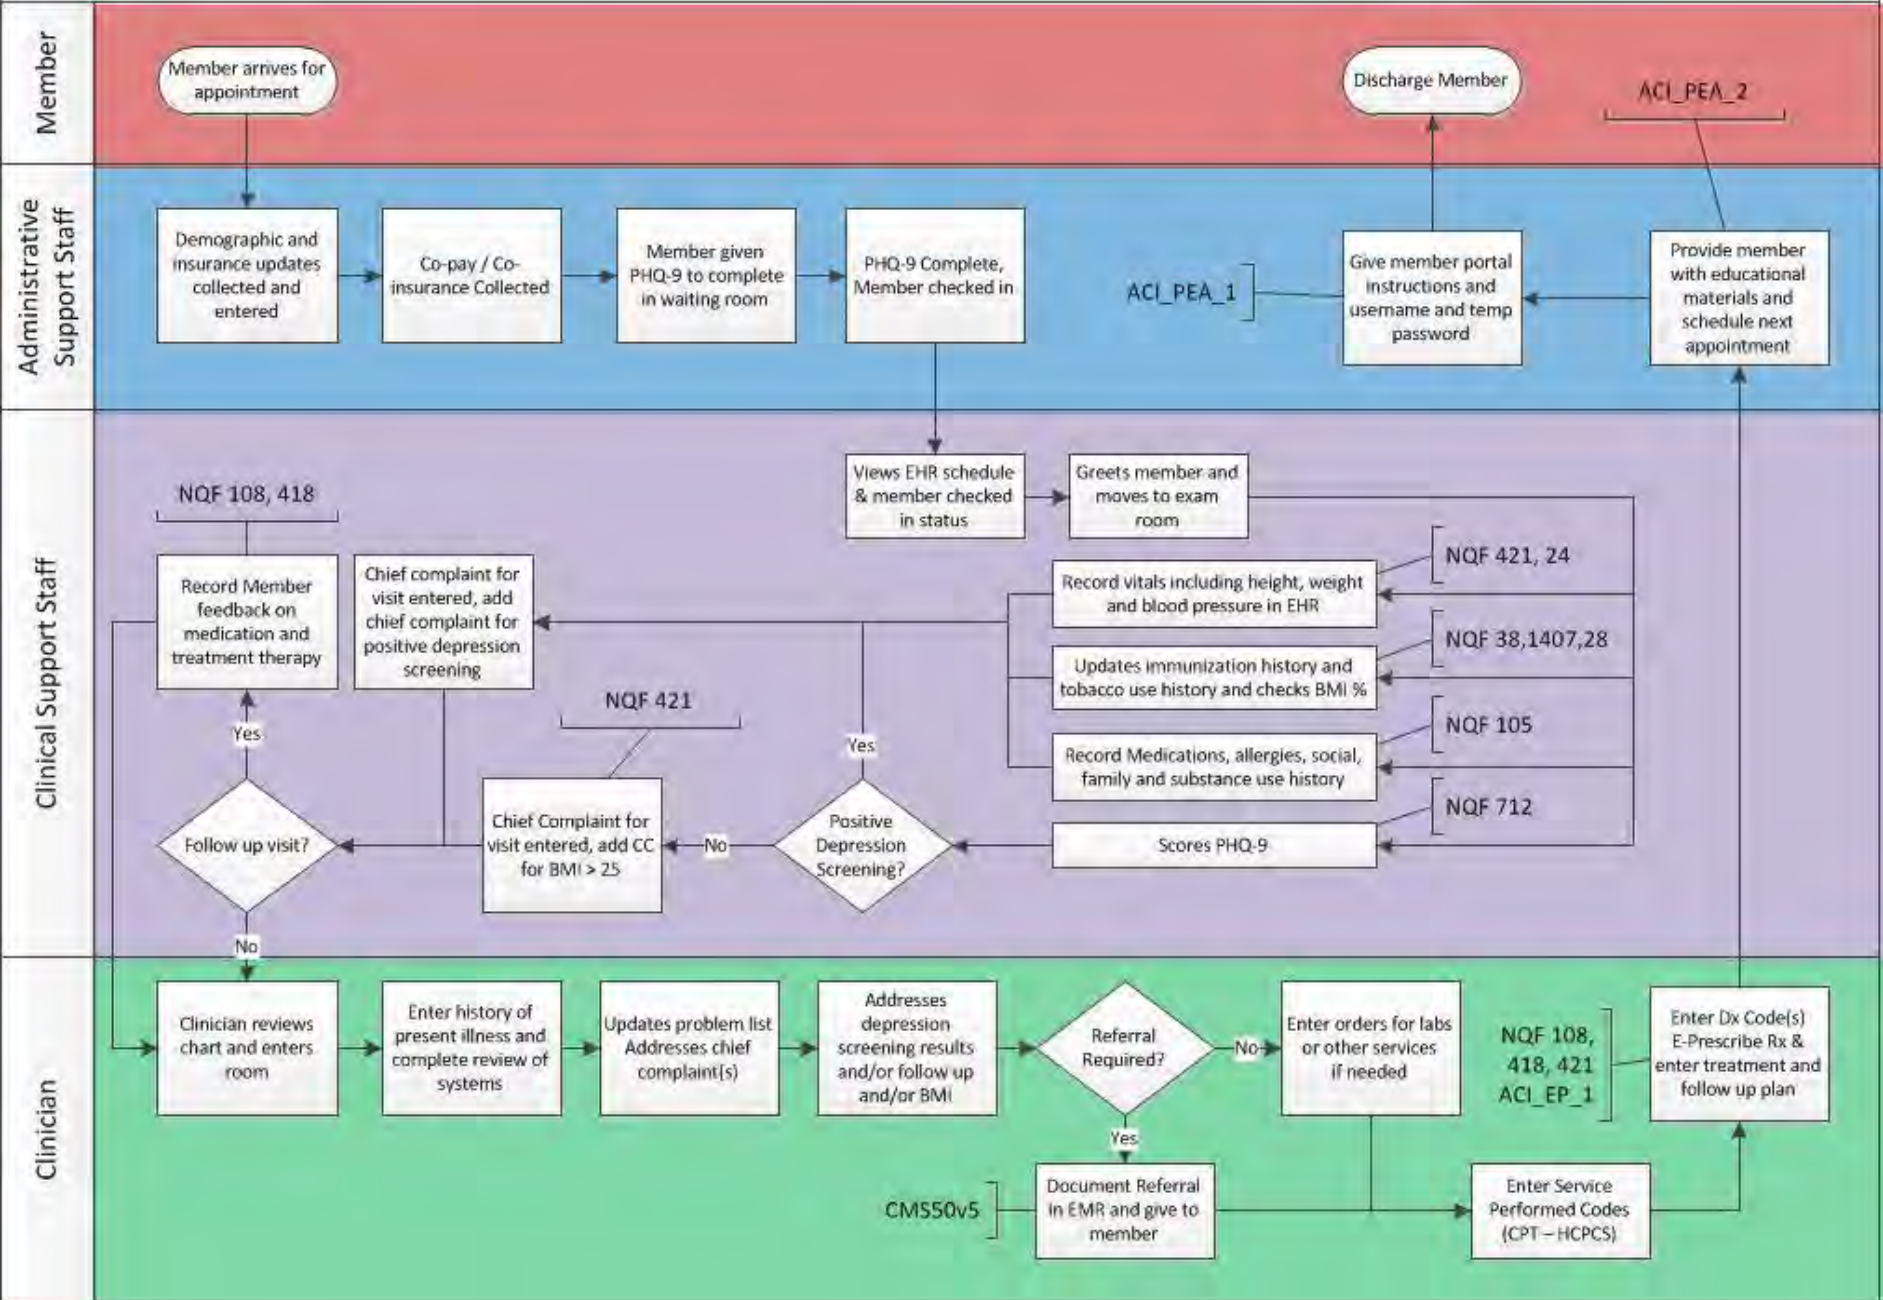 Member
Member arrives for
appointment
Discharge Member
ACI_PEA_2
Administrative
Support Staff
Demographic and
insurance updates
collected and
entered
Co-pay / Co-
insurance Collected
Member given
PHQ-9 to complete
in waiting room
PHQ-9 Complete,
Member checked in
ACI_PEA_1
Give member portal
instructions and
username and temp
password
Provide member
with educational
materials and
schedule next
appointment
Clinical Support Staff
Views EHR schedule
& member checked
in status
Greets member and
moves to exam
room
NQF 108, 418
Record Member
feedback on
medication and
treatment therapy
Chief complaint for
visit entered, add
chief complaint for
positive depression
screening
Record vitals including height, weight
and blood pressure in EHR
NQF 421, 24
Updates immunization history and
tobacco use history and checks BMI %
NQF 38,1407,28
Record Medications, allergies, social,
family and substance use history
NQF 105
Scores PHQ-9
NQF 712
NQF 421
Yes
Yes
Follow up visit?
Chief Complaint for
visit entered, add CC
for BMI > 25
No
Positive
Depression
Screening?
No
Clinician
Clinician reviews
chart and enters
room
Enter history of
present illness and
complete review of
systems
Updates problem list
Addresses chief
complaint(s)
Addresses
depression
screening results
and/or follow up
and/or BMI
Referral
Required?
No
Enter orders for labs
or other services
if needed
NQF 108,
418, 421
ACI_EP_1
Enter Dx Code(s)
E-Prescribe Rx &
enter treatment and
follow up plan
Yes
CMS50v5
Document Referral
in EMR and give to
member
Enter Service
Performed Codes
(CPT – HCPCS)